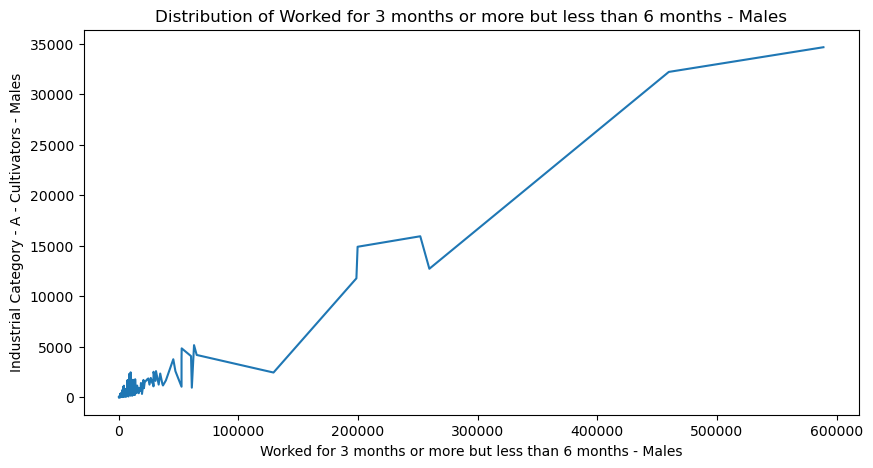 Distribution of Worked for 3 months or more but less than 6 months - Males
Industrial Category - A - Cultivators - Males
35000
30000
25000
20000
15000
10000
5000
0
0 100000 200000 300000 400000 500000 600000
Worked for 3 months or more but less than 6 months - Males